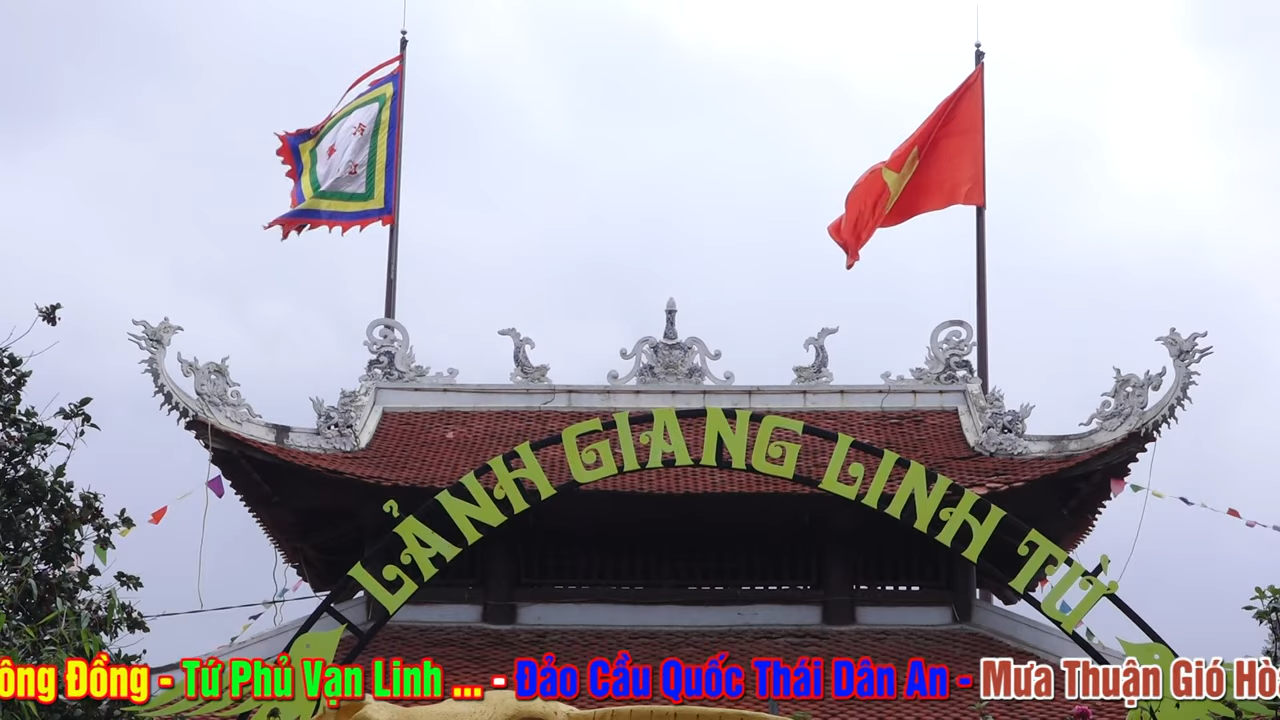 LẢNH GIANG LINH TỪ
ông Đồng - Tứ Phủ Vạn Linh ... - Đảo Cầu Quốc Thái Dân An - Mưa Thuận Gió Hò